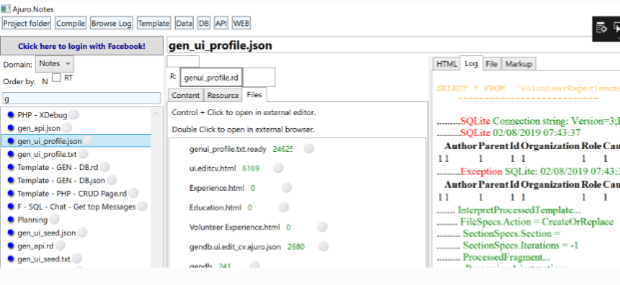 Ajuro.Notes
Project folder Compile Browse Log Template Data DB API WEB
Click here to login with Facebook!
Domain: Notes
Order by: N RT
g
PHP - XDebug
gen_api.json
gen_ui_profile.json
gen_ui_profile.txt
Template - GEN - DB.rd
Template - GEN - DB.json
Template - PHP - CRUD Page.rd
F - SQL - Chat - Get top Messages
Planning
gen_ui_seed.json
gen_api.rd
gen_ui_seed.txt
gen_ui_profile.json
R: genui_profile.rd
Content Resource Files
Control + Click to open in external editor.
Double Click to open in external browser.
genui_profile.txt.ready 24625
ui.editcv.html 6169
Experience.html 0
Education.html 0
Volunteer Experience.html 0
gendb.ui.edit_cv.ajuro.json 2680
gendb 241
HTML Log File Markup
SELECT * FROM `VolunteerExperience
--------------------
..........SQLite Connection string: Version=3;
..........SQLite 02/08/2019 07:43:37
Author Parent Id Organization Role Cau
1 1 1 1 1 1
..........Exception SQLite: 02/08/2019 07:43:3
Author Parent Id Organization Role Cau
1 1 1 1 1 1
........ InterpretProcessedTemplate...
......... FileSpecs.Action = CreateOrReplace
.......... SectionSpecs.Section =
.......... SectionSpecs.Iterations = -1
.......... ProcessedFragment...